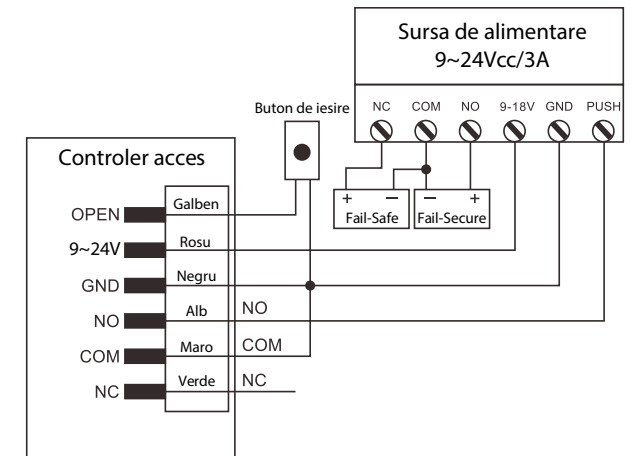 Sursa de alimentare
9~24Vcc/3A
NC COM NO 9-18V GND PUSH
Buton de iesire
+ − − +
Fail-Safe Fail-Secure
Controler acces
OPEN Galben
9~24V Rosu
GND Negru
NO Alb NO
COM Maro COM
NC Verde NC